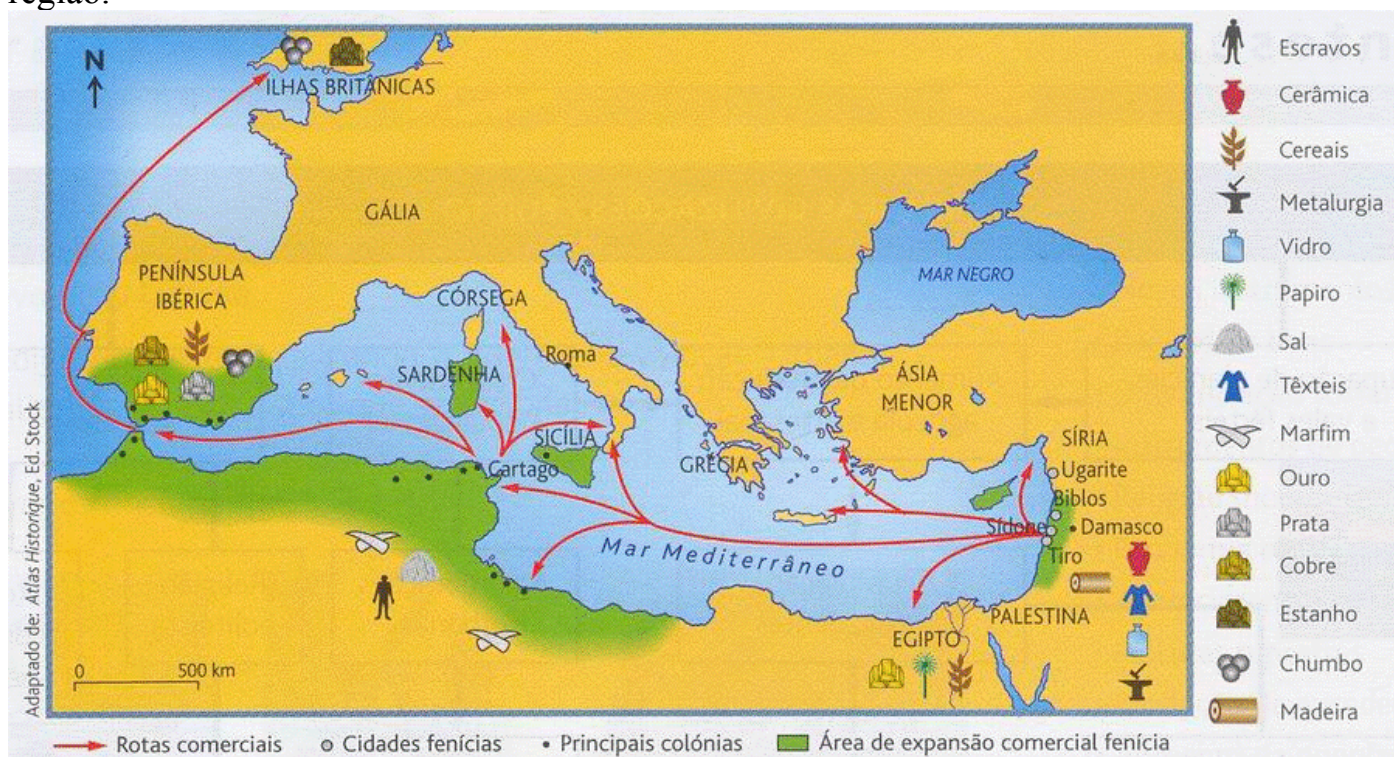 região.
N
ILHAS BRITÂNICAS
GÁLIA
PENÍNSULA
IBÉRICA
CÓRSEGA
MAR NEGRO
Roma
SARDENHA
ÁSIA
MENOR
SICÍLIA
GRÉCIA
SÍRIA
Cartago
Ugarite
Biblos
Sídone
Damasco
Tiro
Mar Mediterrâneo
PALESTINA
EGIPTO
0 500 km
Adaptado de: Atlas Historique, Ed. Stock
Escravos
Cerâmica
Cereais
Metalurgia
Vidro
Papiro
Sal
Têxteis
Marfim
Ouro
Prata
Cobre
Estanho
Chumbo
Madeira
Rotas comerciais
Cidades fenícias
Principais colónias
Área de expansão comercial fenícia